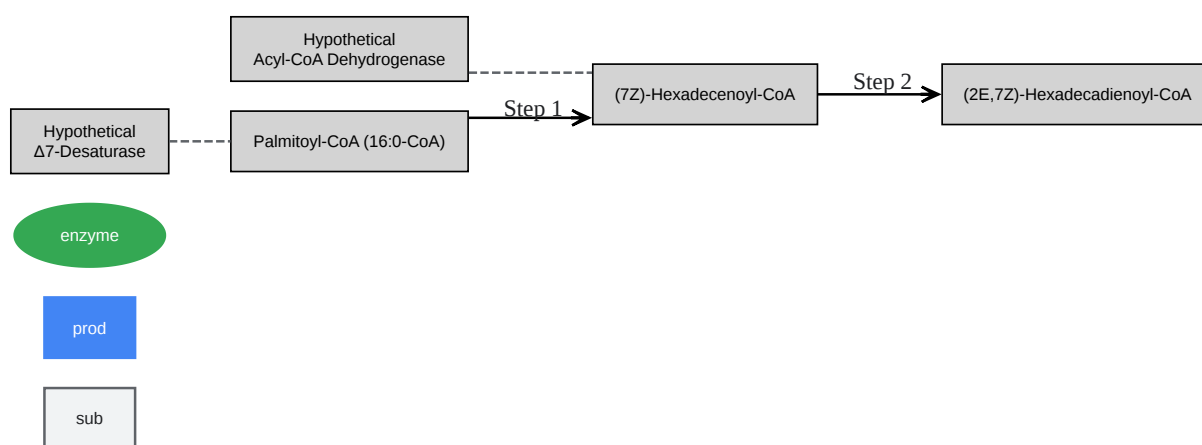 Hypothetical
Acyl-CoA Dehydrogenase
Hypothetical
Δ7-Desaturase
Palmitoyl-CoA (16:0-CoA)
Step 1
(7Z)-Hexadecenoyl-CoA
Step 2
(2E,7Z)-Hexadecadienoyl-CoA
enzyme
prod
sub